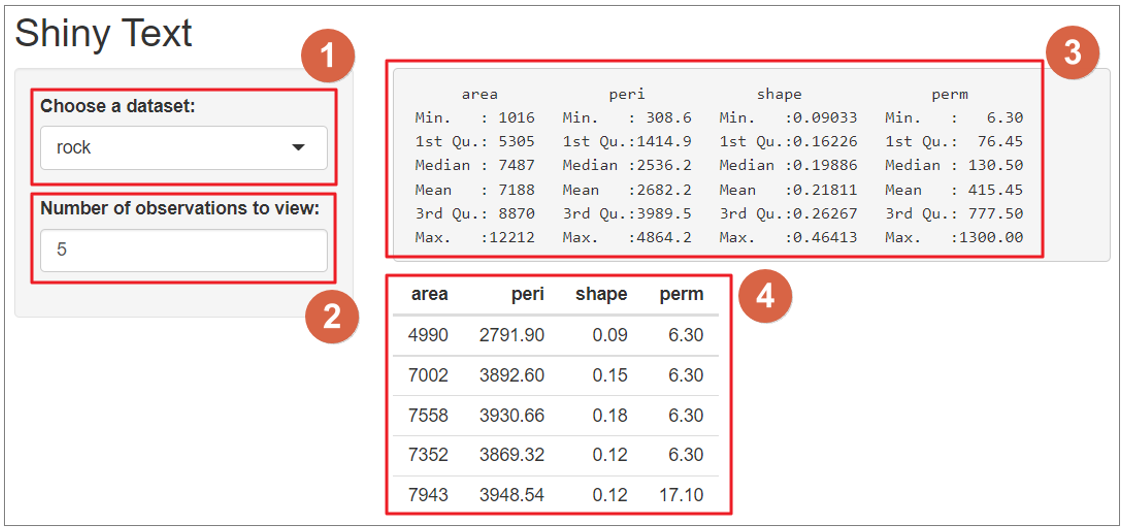 Shiny Text
1
Choose a dataset:
rock
Number of observations to view:
5
2
3
area peri shape perm
Min. : 1016 Min. : 308.6 Min. :0.09033 Min. : 6.30
1st Qu.: 5305 1st Qu.:1414.9 1st Qu.:0.16226 1st Qu.: 76.45
Median : 7487 Median :2536.2 Median :0.19886 Median : 130.50
Mean : 7188 Mean :2682.2 Mean :0.21811 Mean : 415.45
3rd Qu.: 8870 3rd Qu.:3989.5 3rd Qu.:0.26267 3rd Qu.: 777.50
Max. :12212 Max. :4864.2 Max. :0.46413 Max. :1300.00
4
area peri shape perm
4990 2791.90 0.09 6.30
7002 3892.60 0.15 6.30
7558 3930.66 0.18 6.30
7352 3869.32 0.12 6.30
7943 3948.54 0.12 17.10